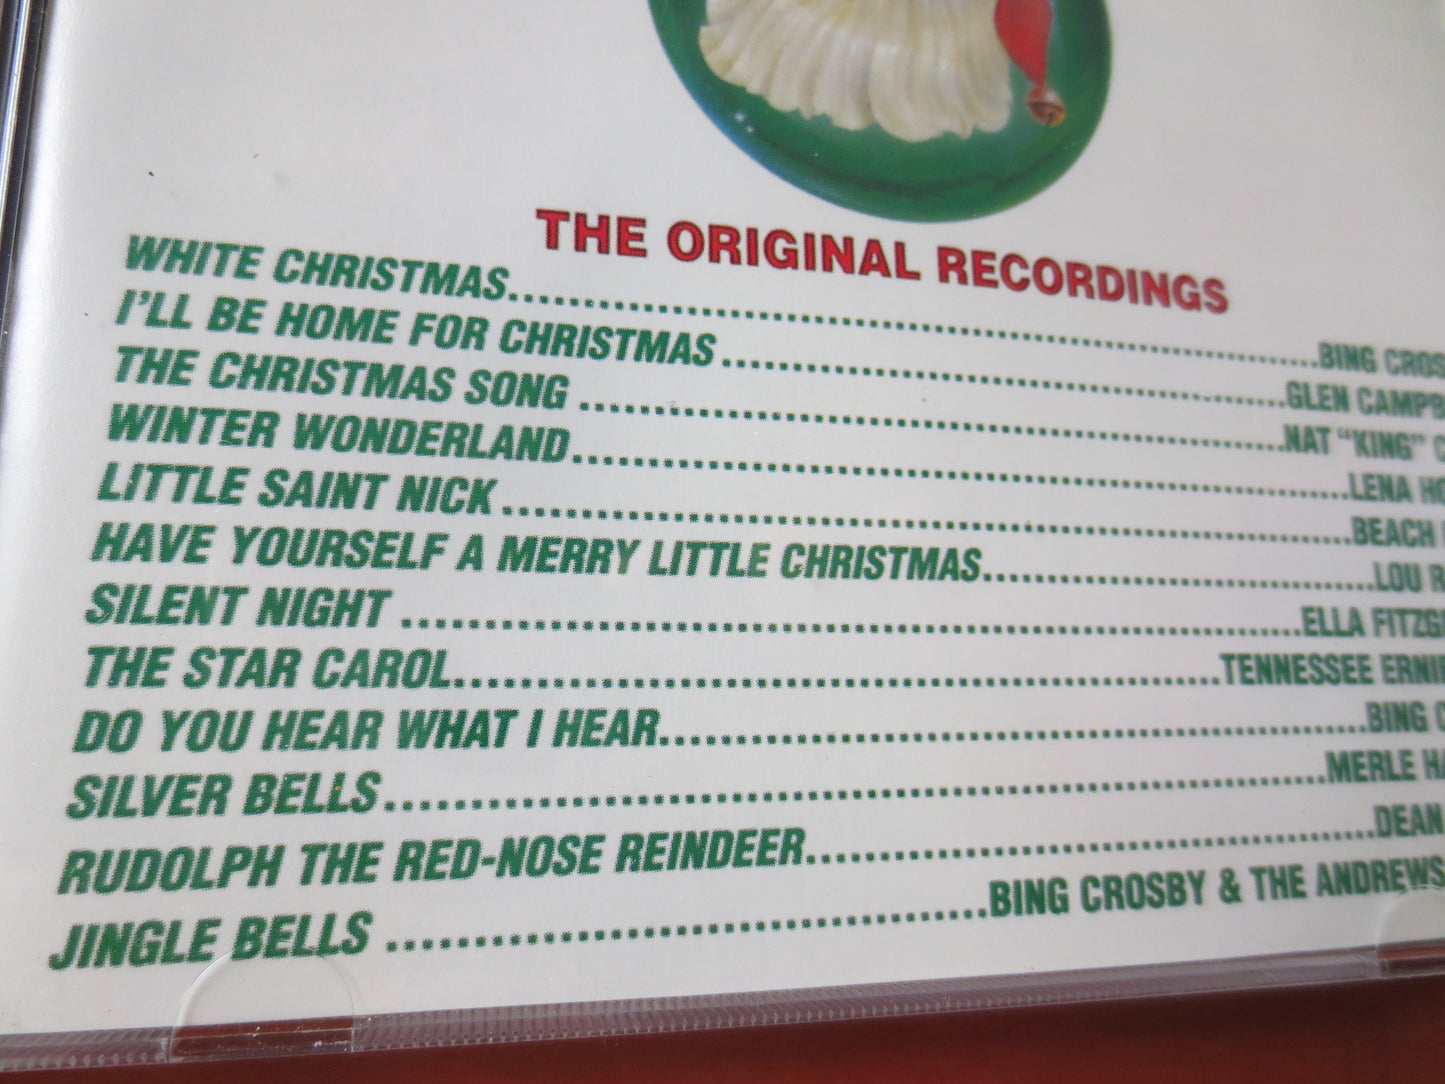 THE ORIGINAL RECORDINGS
WHITE CHRISTMAS........BING CROS
I'LL BE HOME FOR CHRISTMAS........GLEN CAMPB
THE CHRISTMAS SONG........NAT "KING" C
WINTER WONDERLAND........LENA HO
LITTLE SAINT NICK........BEACH
HAVE YOURSELF A MERRY LITTLE CHRISTMAS........LOU R
SILENT NIGHT........ELLA FITZGE
THE STAR CAROL........TENNESSEE ERNIE
DO YOU HEAR WHAT I HEAR........BING C
SILVER BELLS........MERLE HA
RUDOLPH THE RED-NOSE REINDEER........DEAN
JINGLE BELLS........BING CROSBY & THE ANDREWS